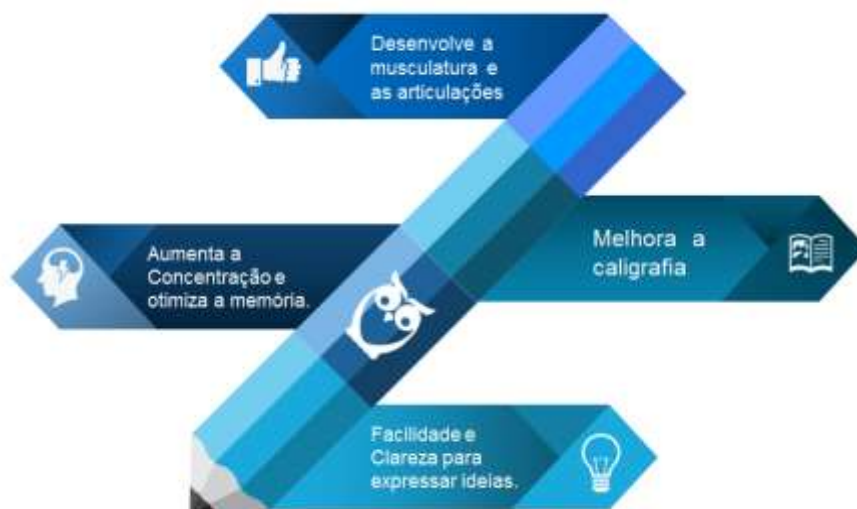 Desenvolve a
musculatura e
as articulações
Aumenta a
Concentração e
otimiza a memória.
Melhora a
caligrafia
Facilidade e
Clareza para
expressar ideias.